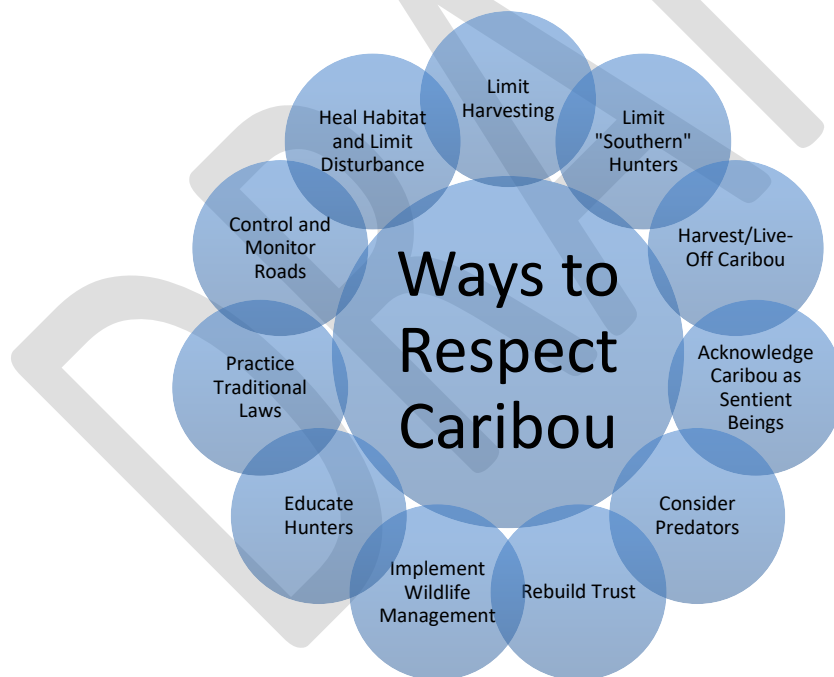 Limit
Harvesting
Limit
"Southern"
Hunters
Harvest/Live-
Off Caribou
Acknowledge
Caribou as
Sentient
Beings
Consider
Predators
Rebuild Trust
Implement
Wildlife
Management
Educate
Hunters
Practice
Traditional
Laws
Control and
Monitor
Roads
Heal Habitat
and Limit
Disturbance
Ways to
Respect
Caribou